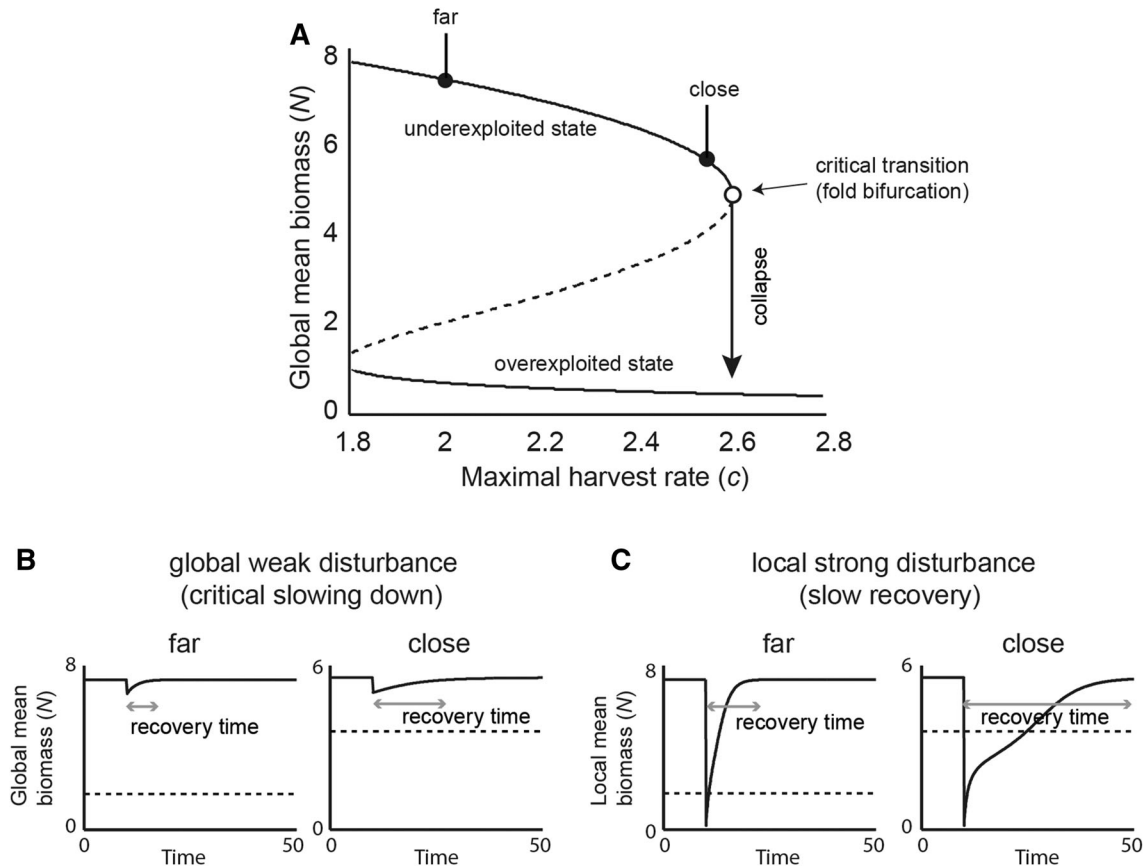 A
far
close
underexploited state
critical transition
(fold bifurcation)
collapse
overexploited state
Global mean biomass (N)
8
6
4
2
0
1.8
2
2.2
2.4
2.6
2.8
Maximal harvest rate (c)
B
global weak disturbance
(critical slowing down)
far
close
Global mean
biomass (N)
8
0
recovery time
0
50
Time
6
0
recovery time
0
50
Time
C
local strong disturbance
(slow recovery)
far
close
Local mean
biomass (N)
8
0
recovery time
0
50
Time
6
0
recovery time
0
50
Time